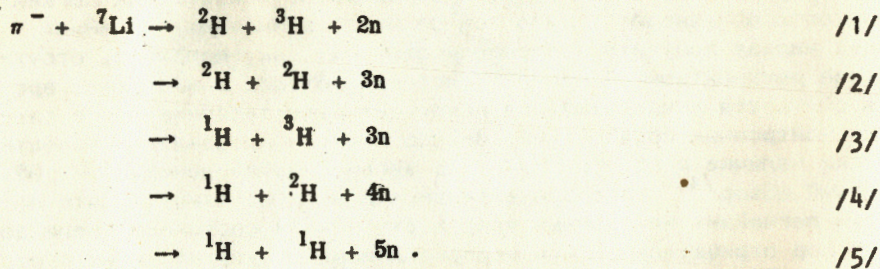 π⁻ + ⁷Li → ²H + ³H + 2n /1/
→ ²H + ²H + 3n /2/
→ ¹H + ³H + 3n /3/
→ ¹H + ²H + 4n /4/
→ ¹H + ¹H + 5n . /5/